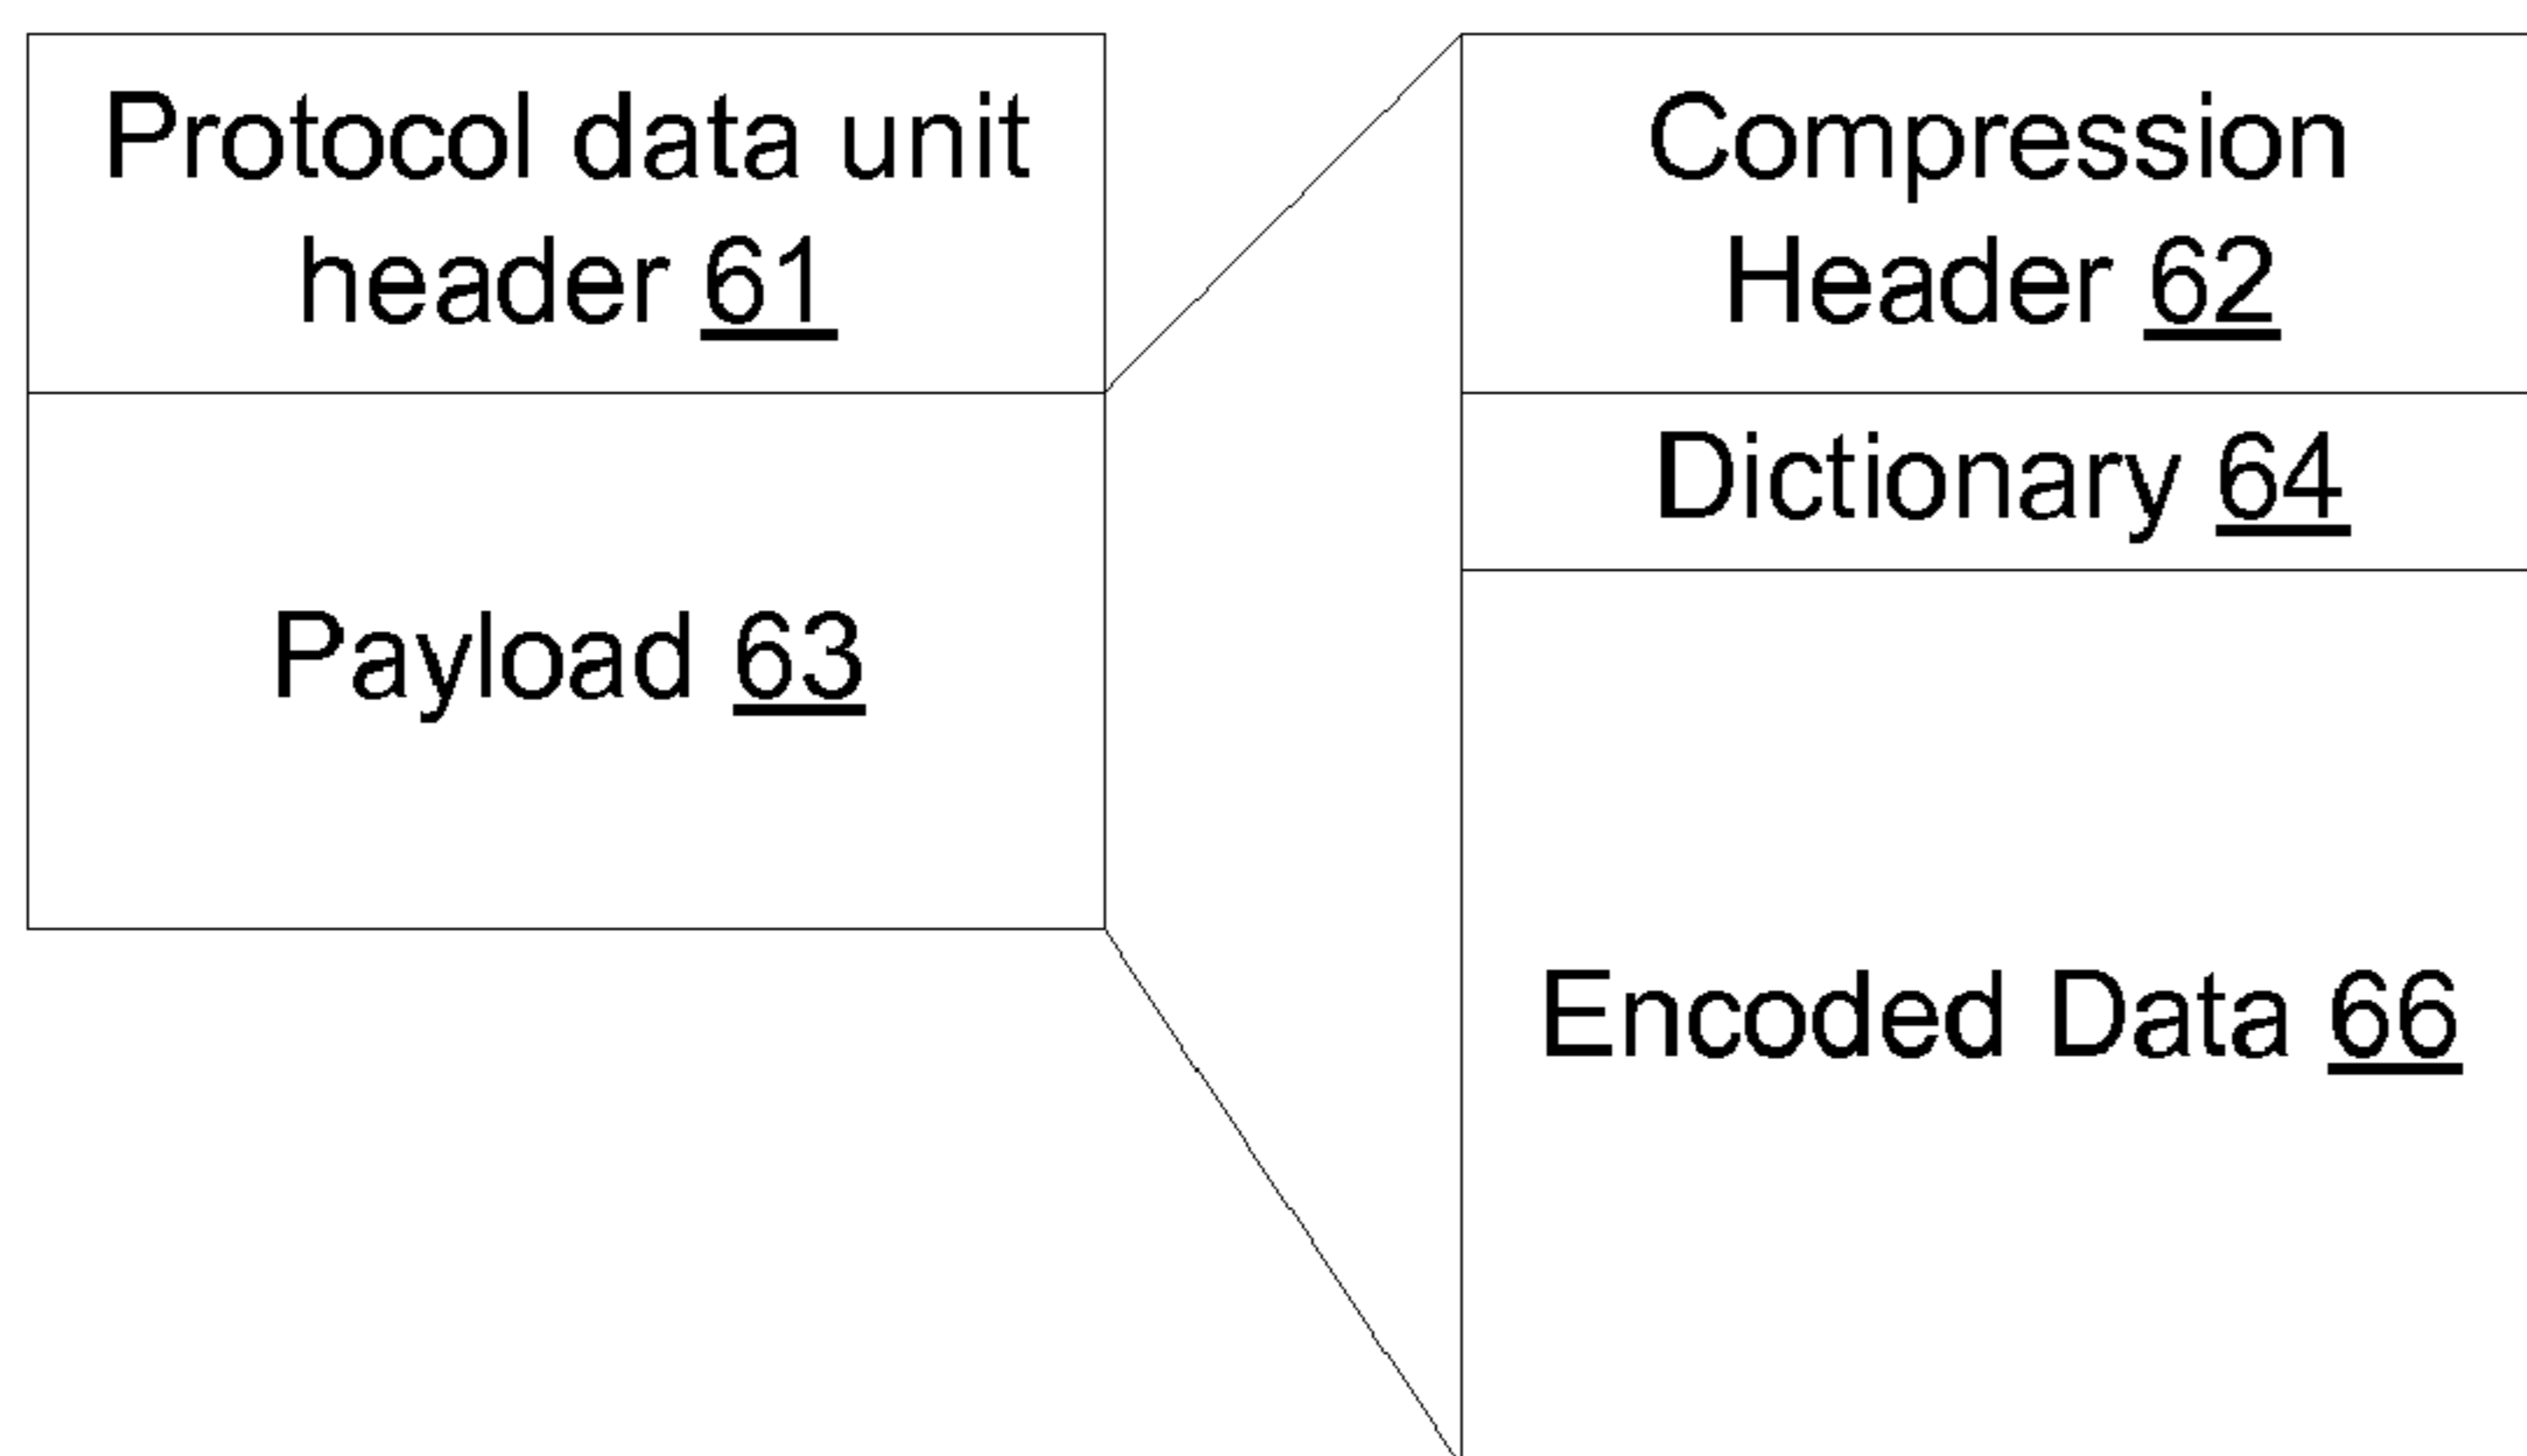 Protocol data unit
header 61
Payload 63
Compression
Header 62
Dictionary 64
Encoded Data 66